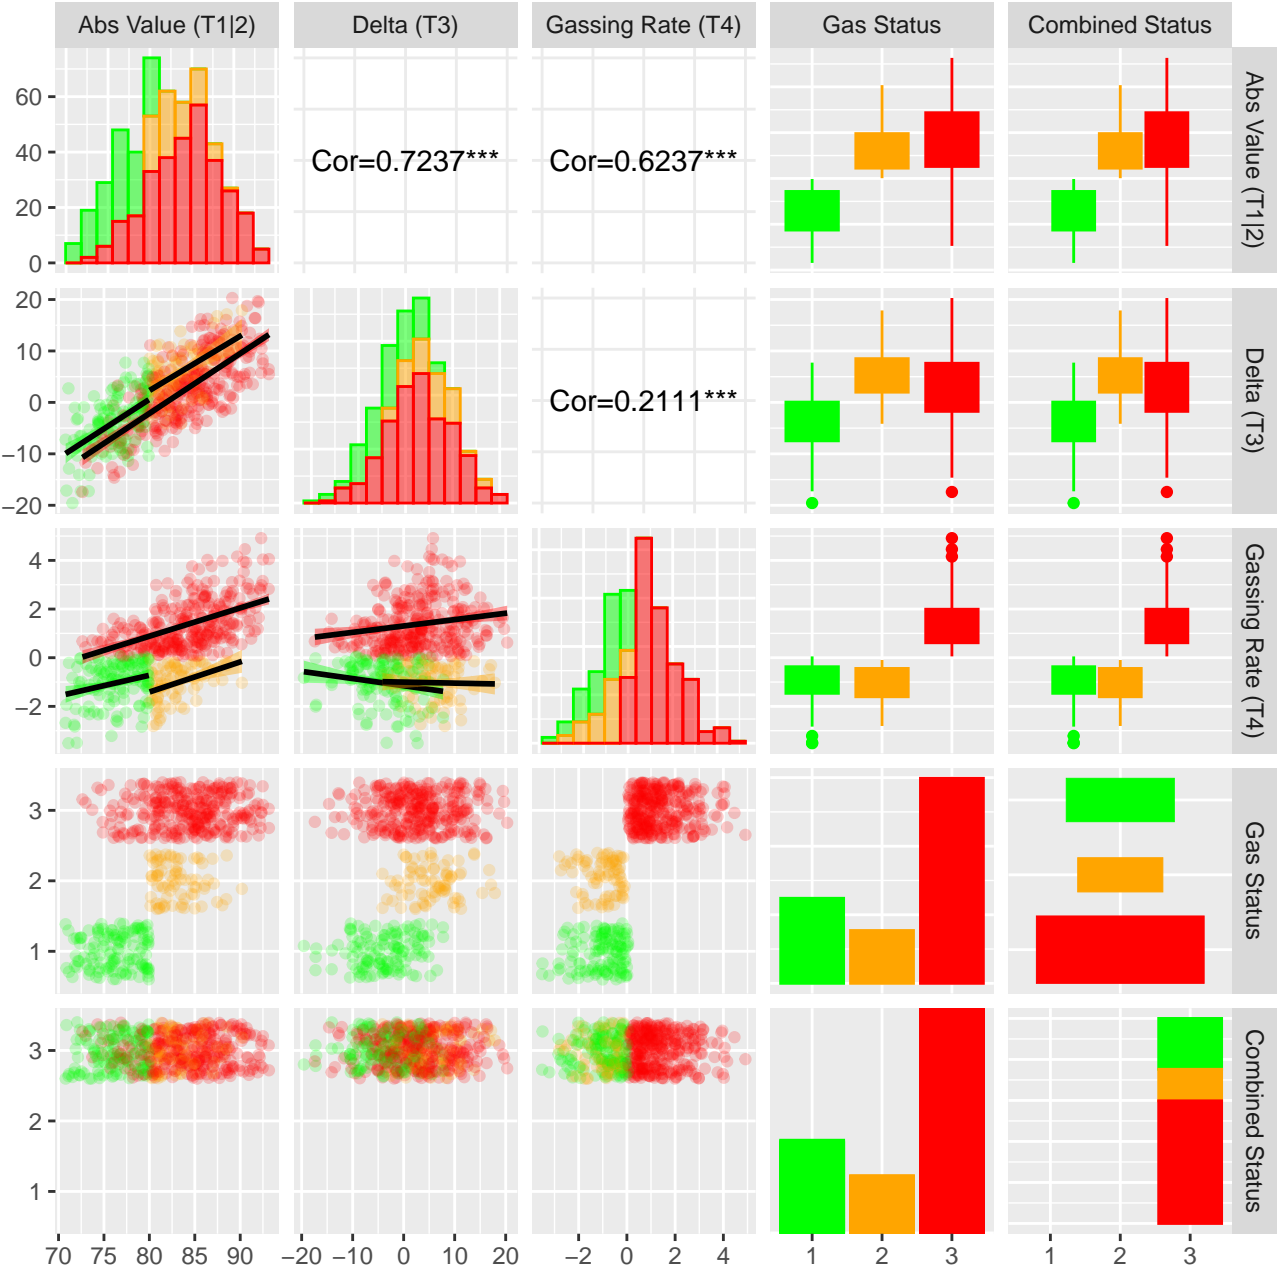 Abs Value (T1|2) Delta (T3) Gassing Rate (T4) Gas Status Combined Status
60
40
20
0
Cor=0.7237***
Cor=0.6237***
Abs Value (T1|2)
20
10
0
−10
−20
Cor=0.2111***
Delta (T3)
4
2
0
−2
Gassing Rate (T4)
3
2
1
Gas Status
3
2
1
Combined Status
70 75 80 85 90 −20 −10 0 10 20 −2 0 2 4 1 2 3 1 2 3